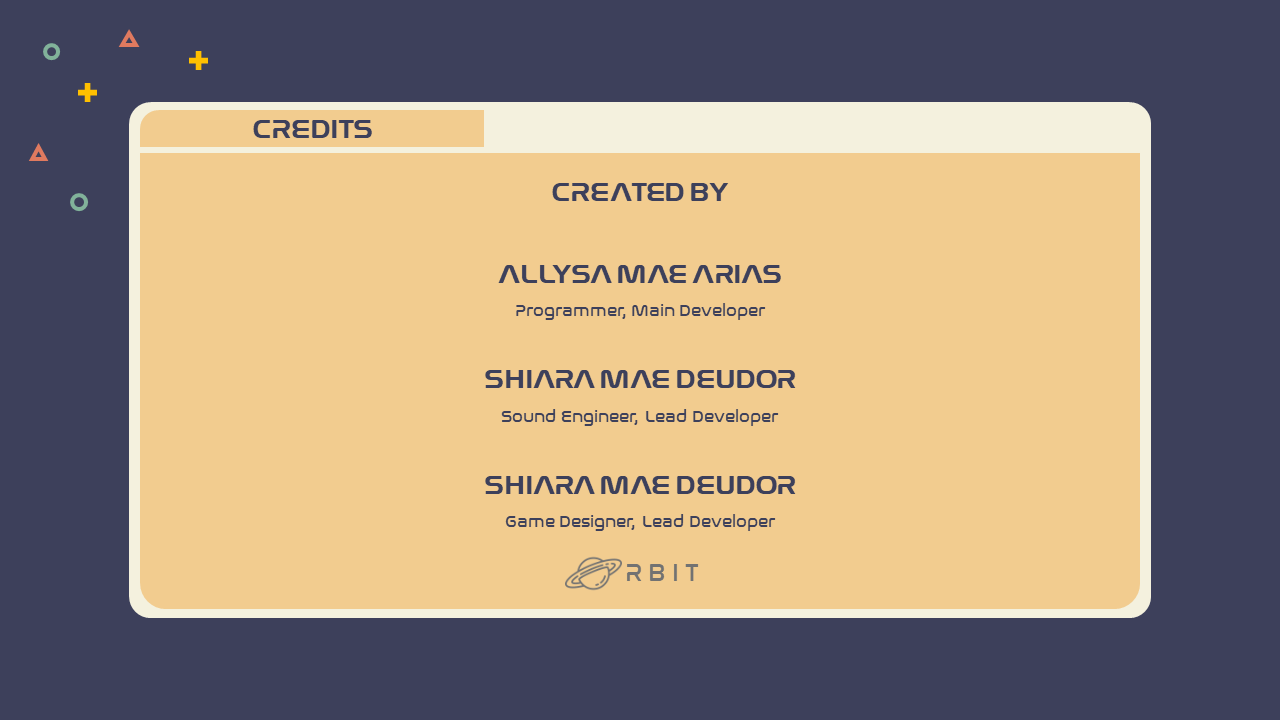 CREDITS
CREATED BY
ALLYSA MAE ARIAS
Programmer, Main Developer
SHIARA MAE DEUDOR
Sound Engineer, Lead Developer
SHIARA MAE DEUDOR
Game Designer, Lead Developer
RBIT